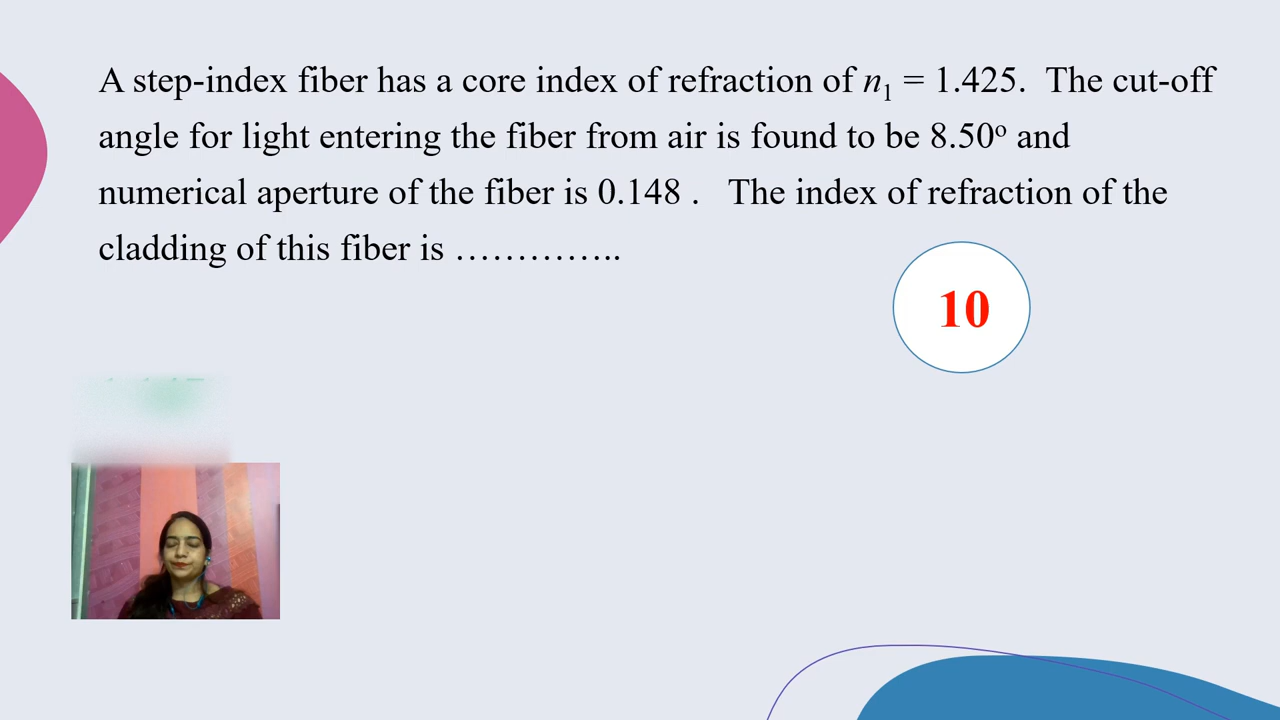 A step-index fiber has a core index of refraction of n₁ = 1.425. The cut-off
angle for light entering the fiber from air is found to be 8.50º and
numerical aperture of the fiber is 0.148 . The index of refraction of the
cladding of this fiber is …………..
10